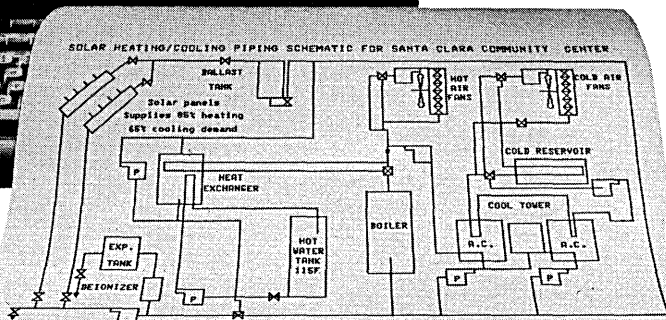 SOLAR HEATING/COOLING PIPING SCHEMATIC FOR SANTA CLARA COMMUNITY CENTER
BALLAST
TANK
Solar panels
Supplies 85% heating
65% cooling demand
HOT
AIR
FANS
COLD AIR
FANS
P
HEAT
EXCHANGER
COLD RESERVOIR
COOL TOWER
BOILER
A.C.
A.C.
HOT
WATER
TANK
115F
EXP.
TANK
DEIONIZER
P
P
P